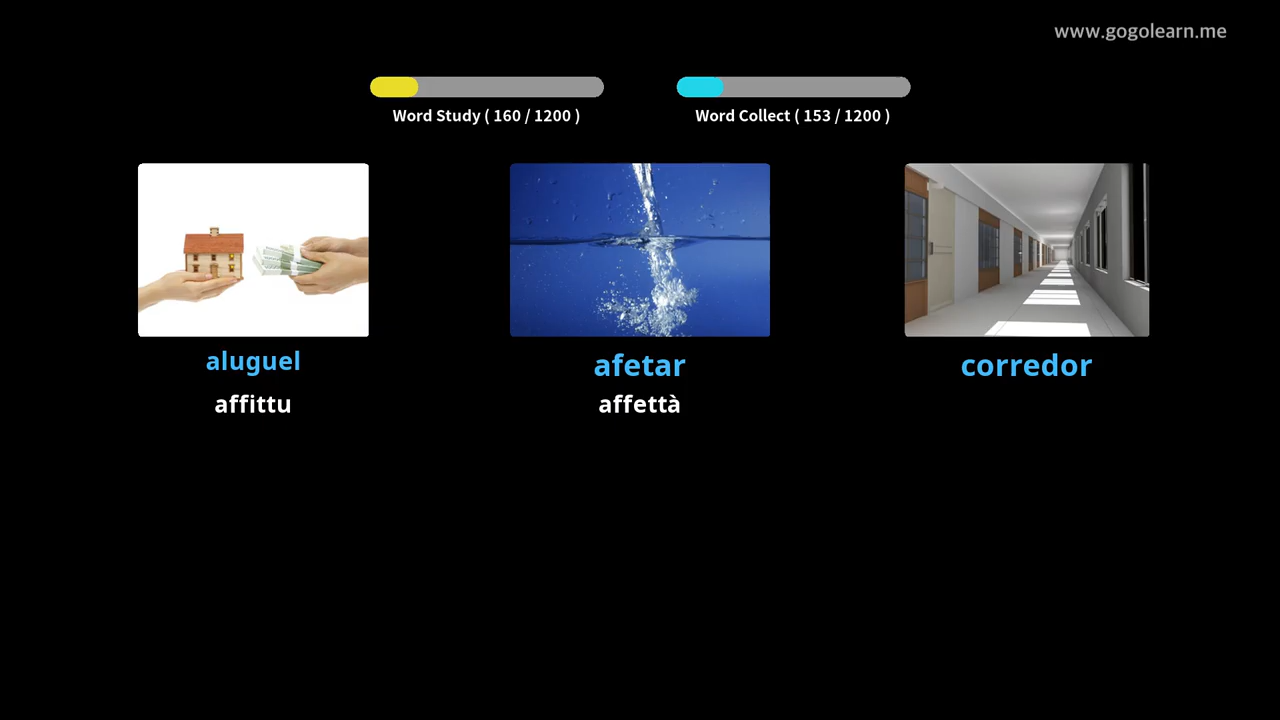 www.gogolearn.me
Word Study ( 160 / 1200 )
Word Collect ( 153 / 1200 )
aluguel
afetar
corredor
affittu
affettà